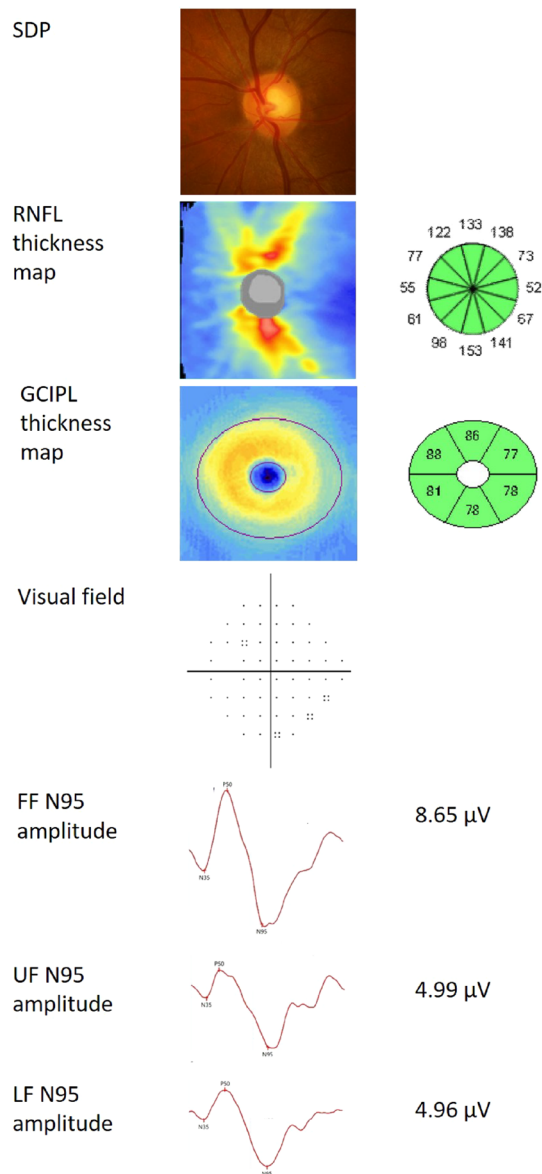 SDP
RNFL
thickness
map
133
122 138
77 73
55 52
61 67
98 141
153
GCIPL
thickness
map
86
88 77
81 78
78
Visual field
FF N95
amplitude
P50
N35
N95
8.65 µV
UF N95
amplitude
P50
N35
N95
4.99 µV
LF N95
amplitude
P50
N35
N95
4.96 µV